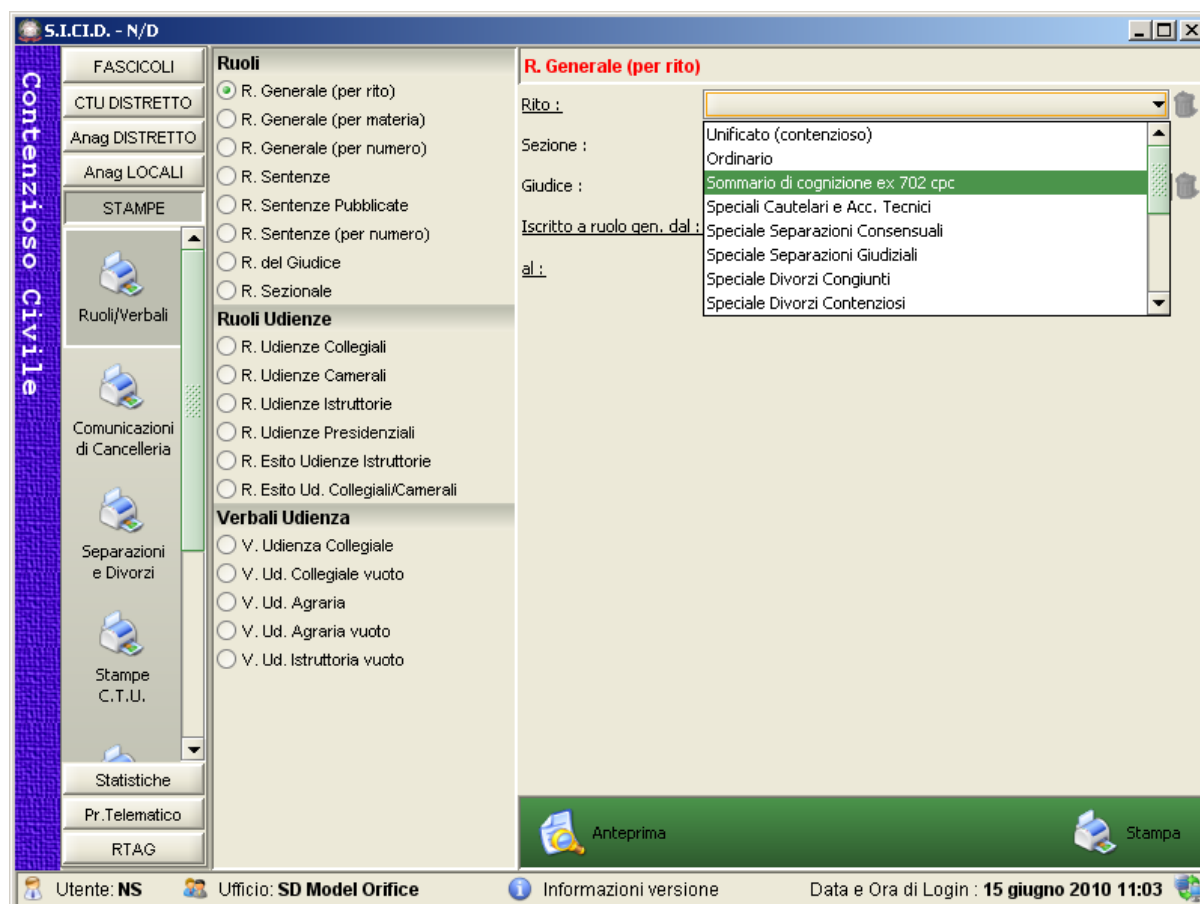 S.I.CI.D. - N/D
Contenzioso Civile
FASCICOLI
CTU DISTRETTO
Anag DISTRETTO
Anag LOCALI
STAMPE
Ruoli/Verbali
Comunicazioni
di Cancelleria
Separazioni
e Divorzi
Stampe
C.T.U.
Statistiche
Pr.Telematico
RTAG
Ruoli
R. Generale (per rito)
R. Generale (per materia)
R. Generale (per numero)
R. Sentenze
R. Sentenze Pubblicate
R. Sentenze (per numero)
R. del Giudice
R. Sezionale
Ruoli Udienze
R. Udienze Collegiali
R. Udienze Camerali
R. Udienze Istruttorie
R. Udienze Presidenziali
R. Esito Udienze Istruttorie
R. Esito Ud. Collegiali/Camerali
Verbali Udienza
V. Udienza Collegiale
V. Ud. Collegiale vuoto
V. Ud. Agraria
V. Ud. Agraria vuoto
V. Ud. Istruttoria vuoto
R. Generale (per rito)
Rito :
Sezione :
Giudice :
Iscritto a ruolo gen. dal :
al :
Unificato (contenzioso)
Ordinario
Sommario di cognizione ex 702 cpc
Speciali Cautelari e Acc. Tecnici
Speciale Separazioni Consensuali
Speciale Separazioni Giudiziali
Speciale Divorzi Congiunti
Speciale Divorzi Contenziosi
Anteprima
Stampa
Utente: NS
Ufficio: SD Model Orifice
Informazioni versione
Data e Ora di Login : 15 giugno 2010 11:03